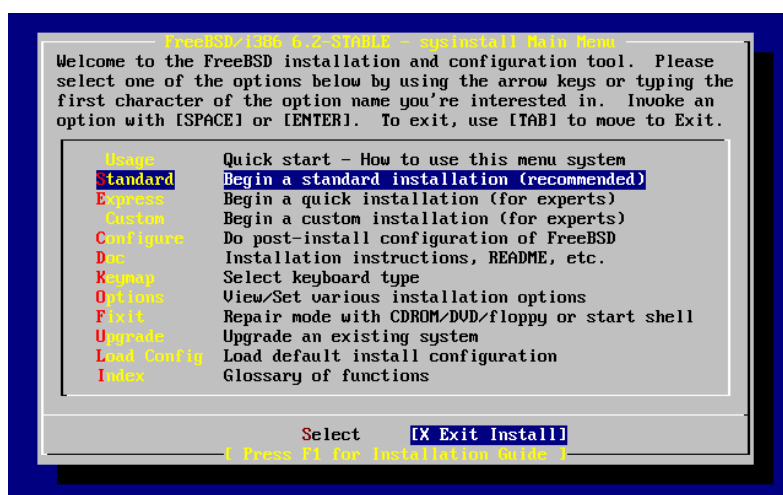 FreeBSD/i386 6.2-STABLE - sysinstall Main Menu
Welcome to the FreeBSD installation and configuration tool. Please
select one of the options below by using the arrow keys or typing the
first character of the option name you're interested in. Invoke an
option with [SPACE] or [ENTER]. To exit, use [TAB] to move to Exit.
Usage Quick start - How to use this menu system
Standard Begin a standard installation (recommended)
Express Begin a quick installation (for experts)
Custom Begin a custom installation (for experts)
Configure Do post-install configuration of FreeBSD
Doc Installation instructions, README, etc.
Keymap Select keyboard type
Options View/Set various installation options
Fixit Repair mode with CDROM/DVD/floppy or start shell
Upgrade Upgrade an existing system
Load Config Load default install configuration
Index Glossary of functions
Select [X Exit Install]
[ Press F1 for Installation Guide ]